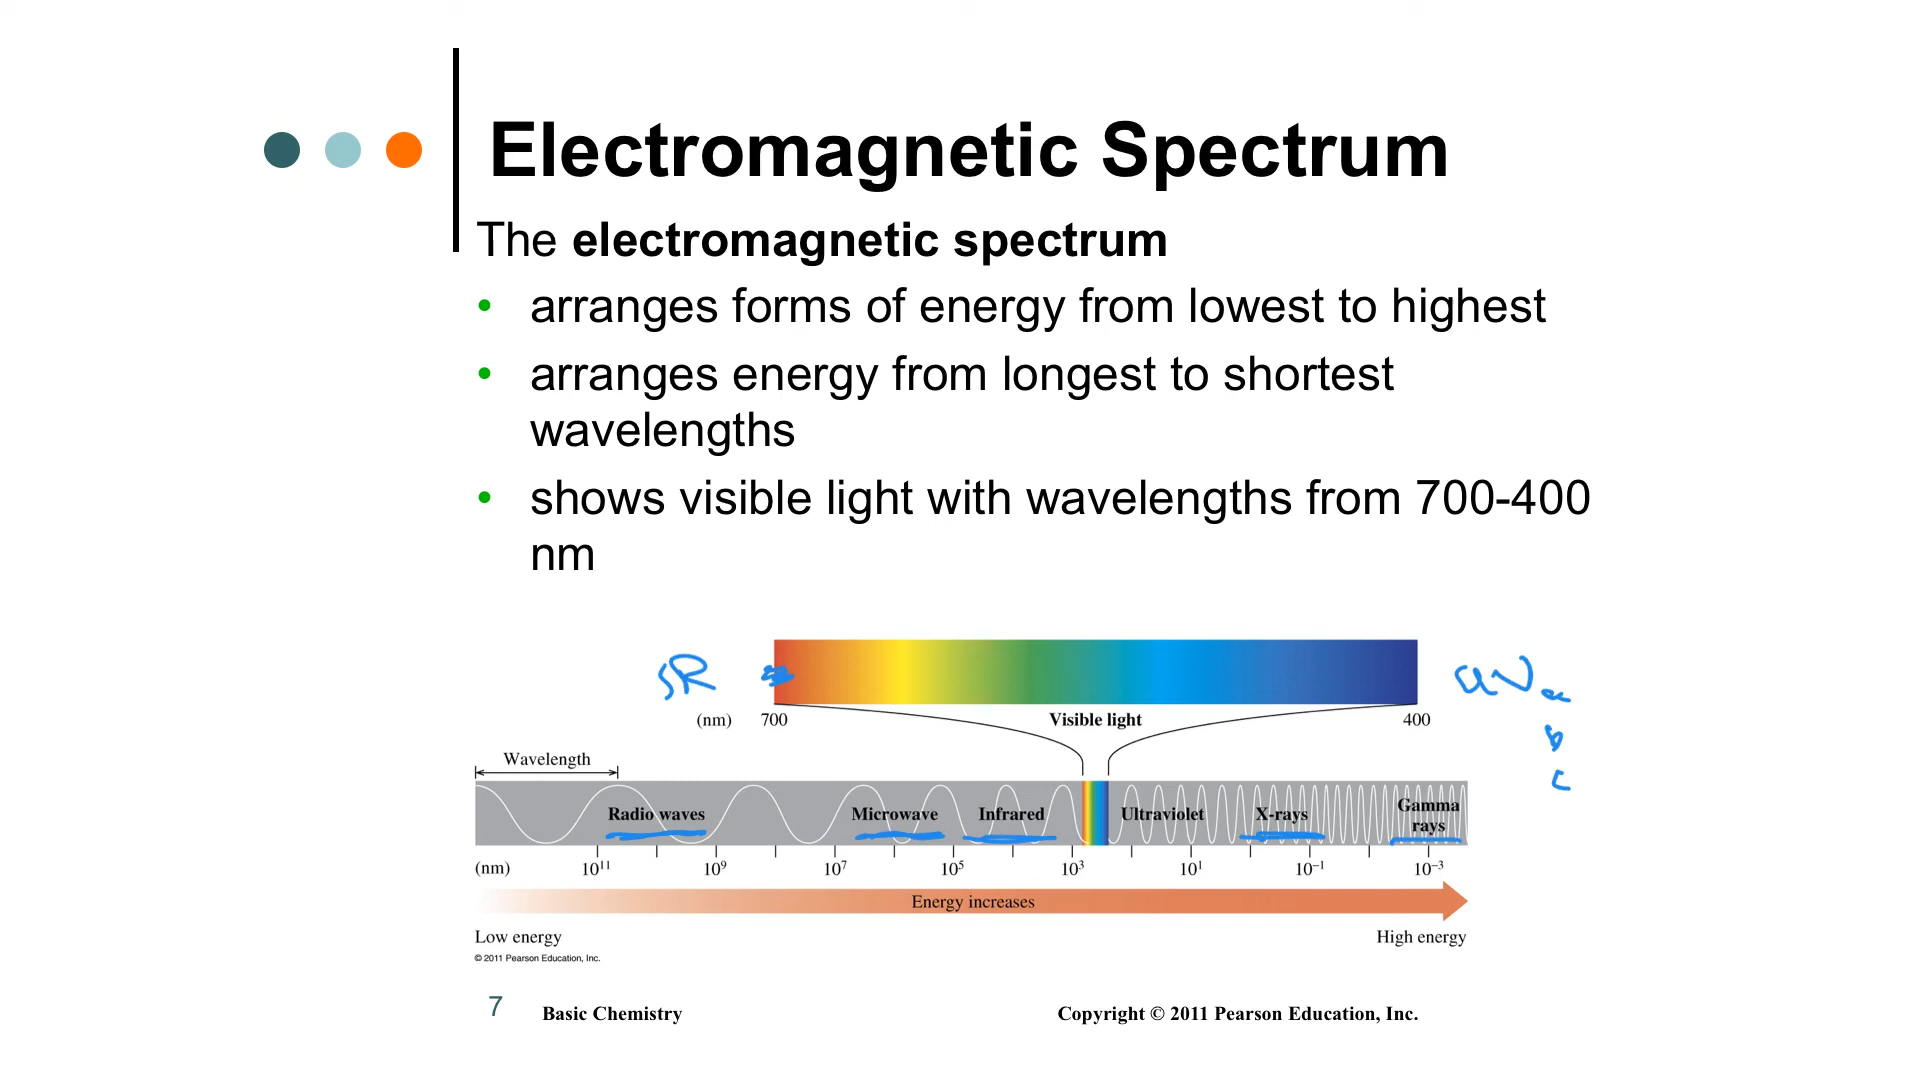 Electromagnetic Spectrum
The electromagnetic spectrum
• arranges forms of energy from lowest to highest
• arranges energy from longest to shortest
wavelengths
• shows visible light with wavelengths from 700-400
nm
UV a
b
c
(nm) 700 Visible light 400
Wavelength
Radio waves Microwave Infrared Ultraviolet X-rays Gamma
rays
(nm) 10¹¹ 10⁹ 10⁷ 10⁵ 10³ 10¹ 10⁻¹ 10⁻³
Energy increases
Low energy High energy
© 2011 Pearson Education, Inc.
7 Basic Chemistry Copyright © 2011 Pearson Education, Inc.